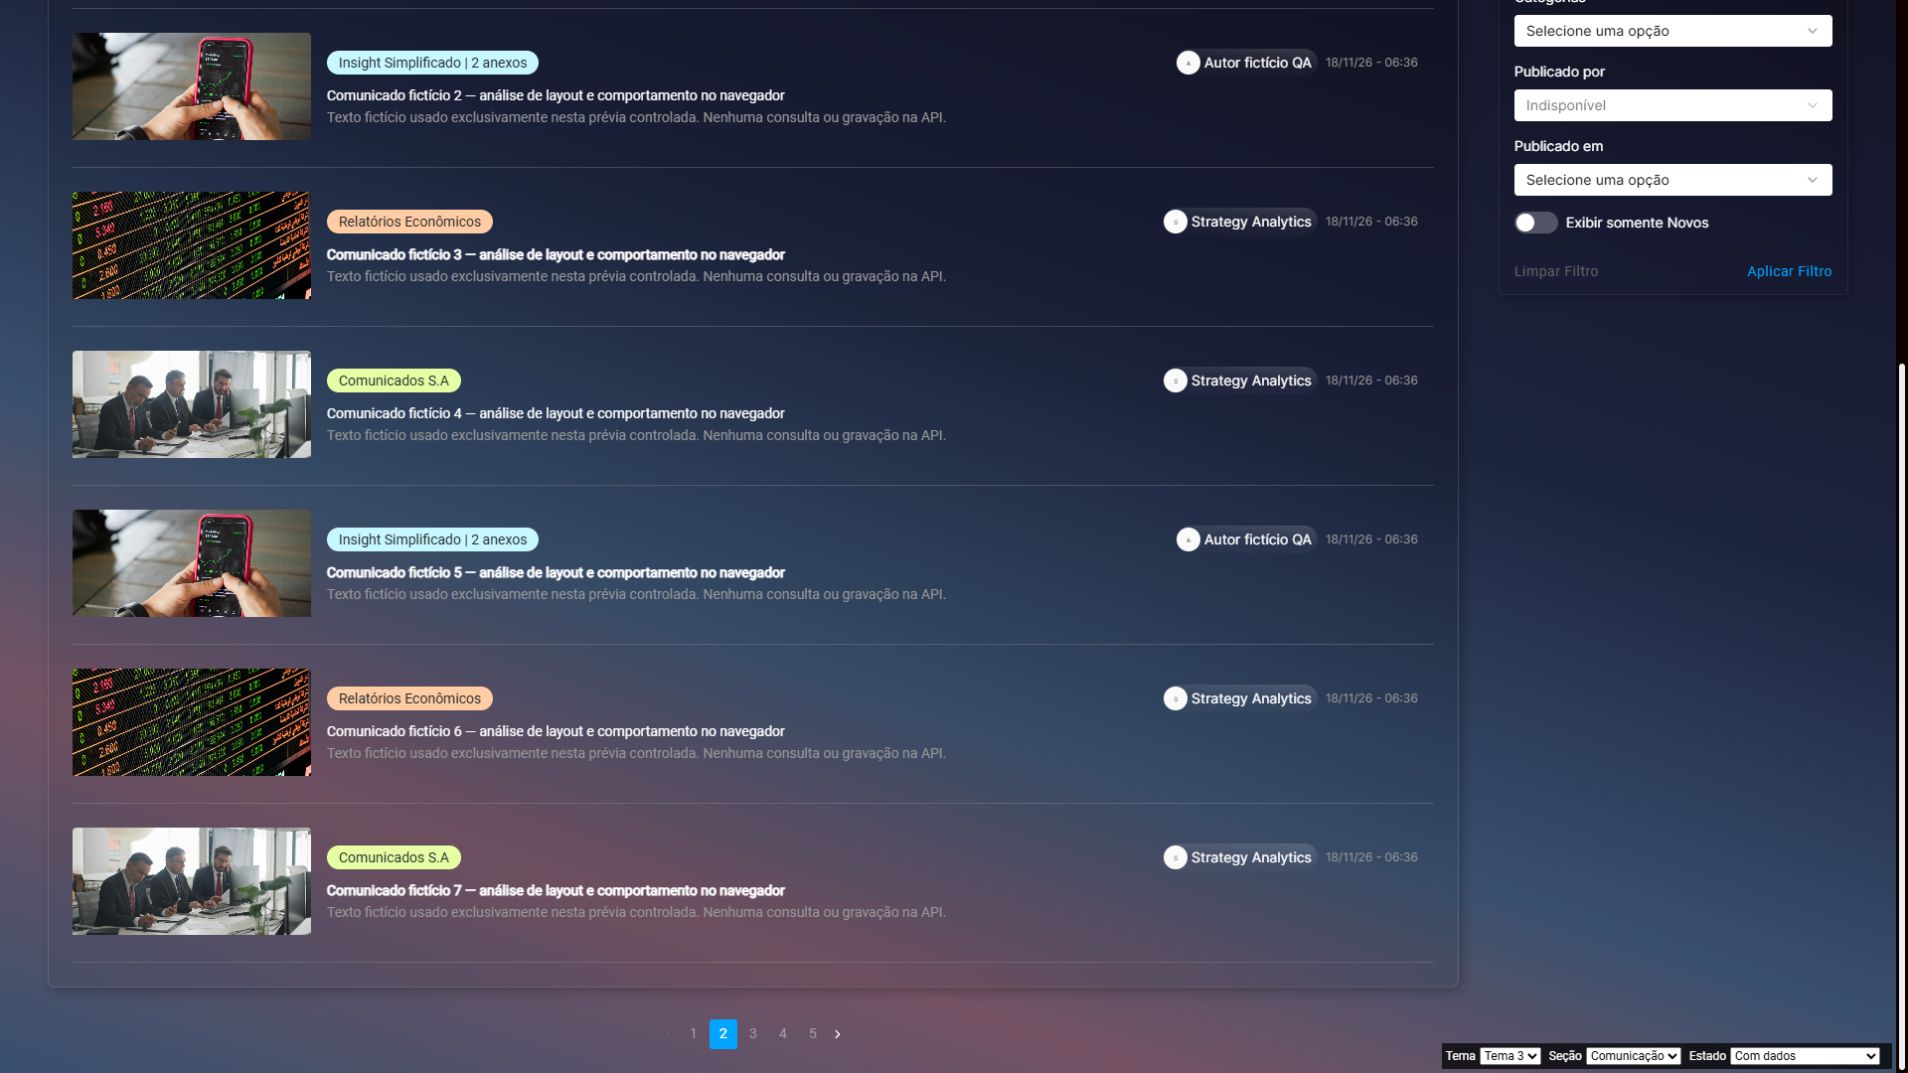 Insight Simplificado | 2 anexos
Autor fictício QA 18/11/26 - 06:36
Comunicado fictício 2 — análise de layout e comportamento no navegador
Texto fictício usado exclusivamente nesta prévia controlada. Nenhuma consulta ou gravação na API.
Relatórios Econômicos
Strategy Analytics 18/11/26 - 06:36
Comunicado fictício 3 — análise de layout e comportamento no navegador
Texto fictício usado exclusivamente nesta prévia controlada. Nenhuma consulta ou gravação na API.
Comunicados S.A
Strategy Analytics 18/11/26 - 06:36
Comunicado fictício 4 — análise de layout e comportamento no navegador
Texto fictício usado exclusivamente nesta prévia controlada. Nenhuma consulta ou gravação na API.
Insight Simplificado | 2 anexos
Autor fictício QA 18/11/26 - 06:36
Comunicado fictício 5 — análise de layout e comportamento no navegador
Texto fictício usado exclusivamente nesta prévia controlada. Nenhuma consulta ou gravação na API.
Relatórios Econômicos
Strategy Analytics 18/11/26 - 06:36
Comunicado fictício 6 — análise de layout e comportamento no navegador
Texto fictício usado exclusivamente nesta prévia controlada. Nenhuma consulta ou gravação na API.
Comunicados S.A
Strategy Analytics 18/11/26 - 06:36
Comunicado fictício 7 — análise de layout e comportamento no navegador
Texto fictício usado exclusivamente nesta prévia controlada. Nenhuma consulta ou gravação na API.
1 2 3 4 5
Selecione uma opção
Publicado por
Indisponível
Publicado em
Selecione uma opção
Exibir somente Novos
Limpar Filtro Aplicar Filtro
Tema Tema 3 Seção Comunicação Estado Com dados